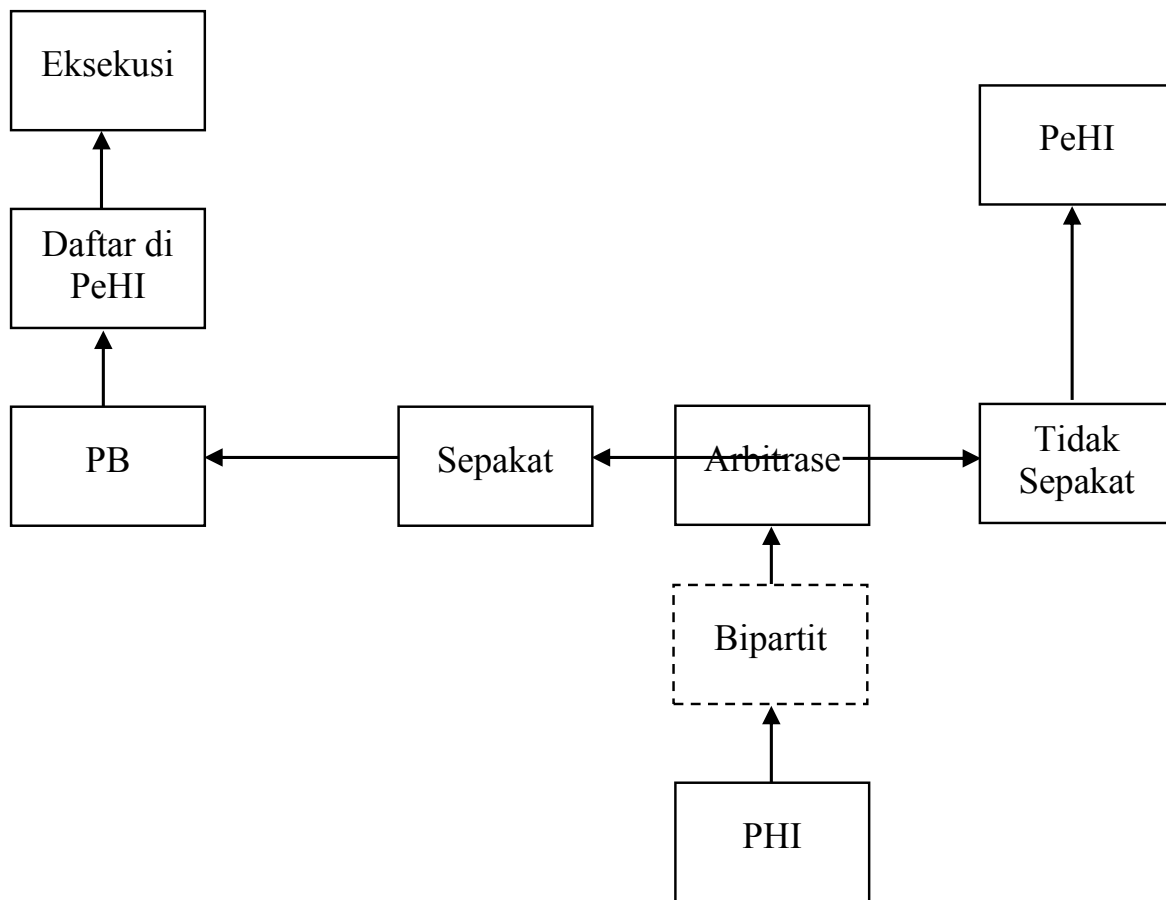 Eksekusi
PeHI
Daftar di
PeHI
PB
Sepakat
Arbitrase
Tidak
Sepakat
Bipartit
PHI